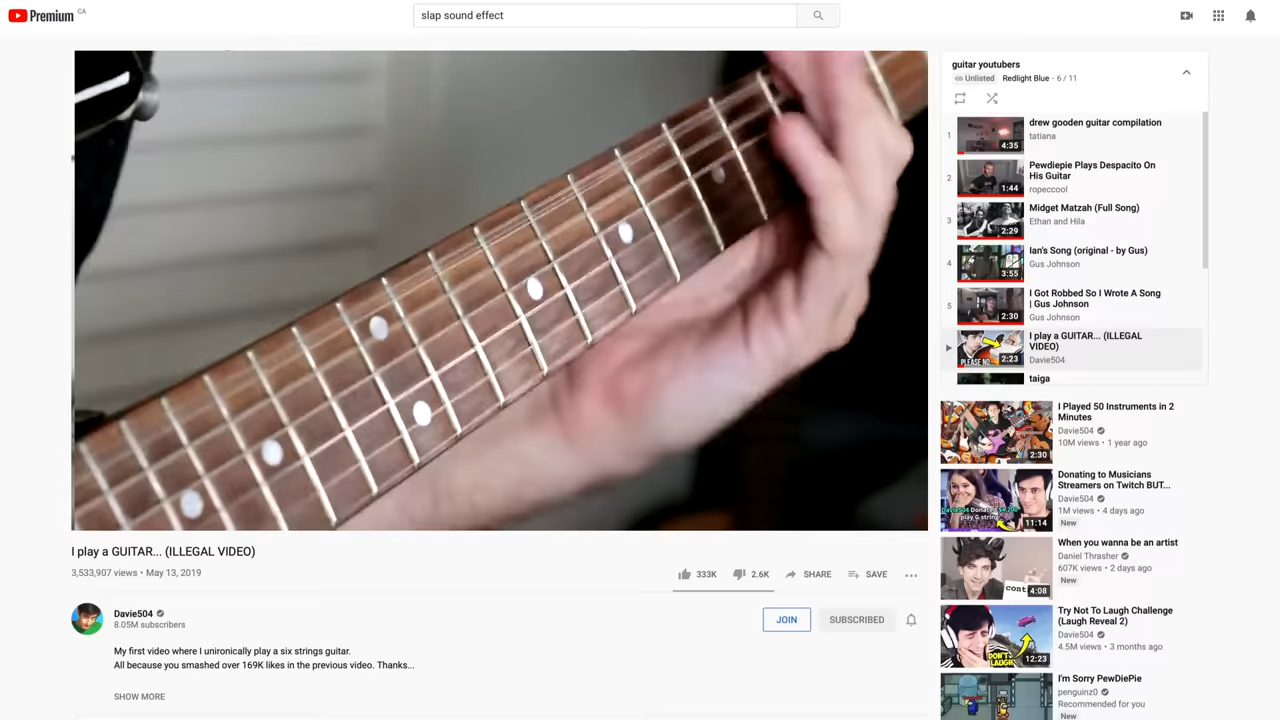 Premium CA
slap sound effect
guitar youtubers
Unlisted Redlight Blue - 6 / 11
1
drew gooden guitar compilation
tatiana
4:35
2
Pewdiepie Plays Despacito On
His Guitar
ropeccool
1:44
3
Midget Matzah (Full Song)
Ethan and Hila
2:29
4
Ian's Song (original - by Gus)
Gus Johnson
3:55
5
I Got Robbed So I Wrote A Song
| Gus Johnson
Gus Johnson
2:30
I play a GUITAR... (ILLEGAL
VIDEO)
Davie504
PLEASE NO...
2:23
taiga
I Played 50 Instruments in 2
Minutes
Davie504
10M views • 1 year ago
2:30
Donating to Musicians
Streamers on Twitch BUT...
Davie504
1M views • 4 days ago
New
11:14
When you wanna be an artist
Daniel Thrasher
607K views • 2 days ago
New
cont
4:08
Try Not To Laugh Challenge
(Laugh Reveal 2)
Davie504
4.5M views • 3 months ago
DON'T
LAUGH
12:23
I'm Sorry PewDiePie
penguinz0
Recommended for you
New
I play a GUITAR... (ILLEGAL VIDEO)
3,533,907 views • May 13, 2019
333K 2.6K SHARE SAVE
Davie504
8.05M subscribers
JOIN SUBSCRIBED
My first video where I unironically play a six strings guitar.
All because you smashed over 169K likes in the previous video. Thanks...
SHOW MORE